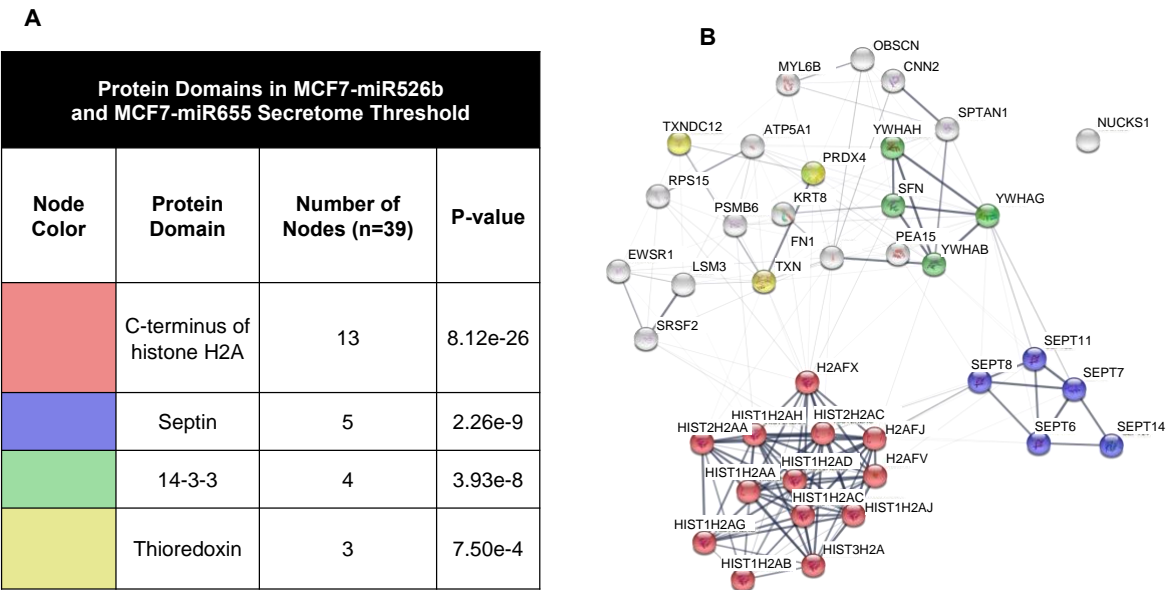 A
Protein Domains in MCF7-miR526b
and MCF7-miR655 Secretome Threshold
Node
Color
Protein
Domain
Number of
Nodes (n=39)
P-value
C-terminus of
histone H2A
13
8.12e-26
Septin
5
2.26e-9
14-3-3
4
3.93e-8
Thioredoxin
3
7.50e-4
B
OBSCN
MYL6B
CNN2
SPTAN1
NUCKS1
TXNDC12
ATP5A1
YWHAH
PRDX4
RPS15
KRT8
SFN
YWHAG
PSMB6
FN1
PEA15
YWHAB
EWSR1
LSM3
TXN
SRSF2
SEPT11
H2AFX
SEPT8
SEPT7
HIST1H2AH
HIST2H2AC
HIST2H2AA
H2AFJ
SEPT6
SEPT14
H2AFV
HIST1H2AD
HIST1H2AA
HIST1H2AC
HIST1H2AJ
HIST1H2AG
HIST3H2A
HIST1H2AB